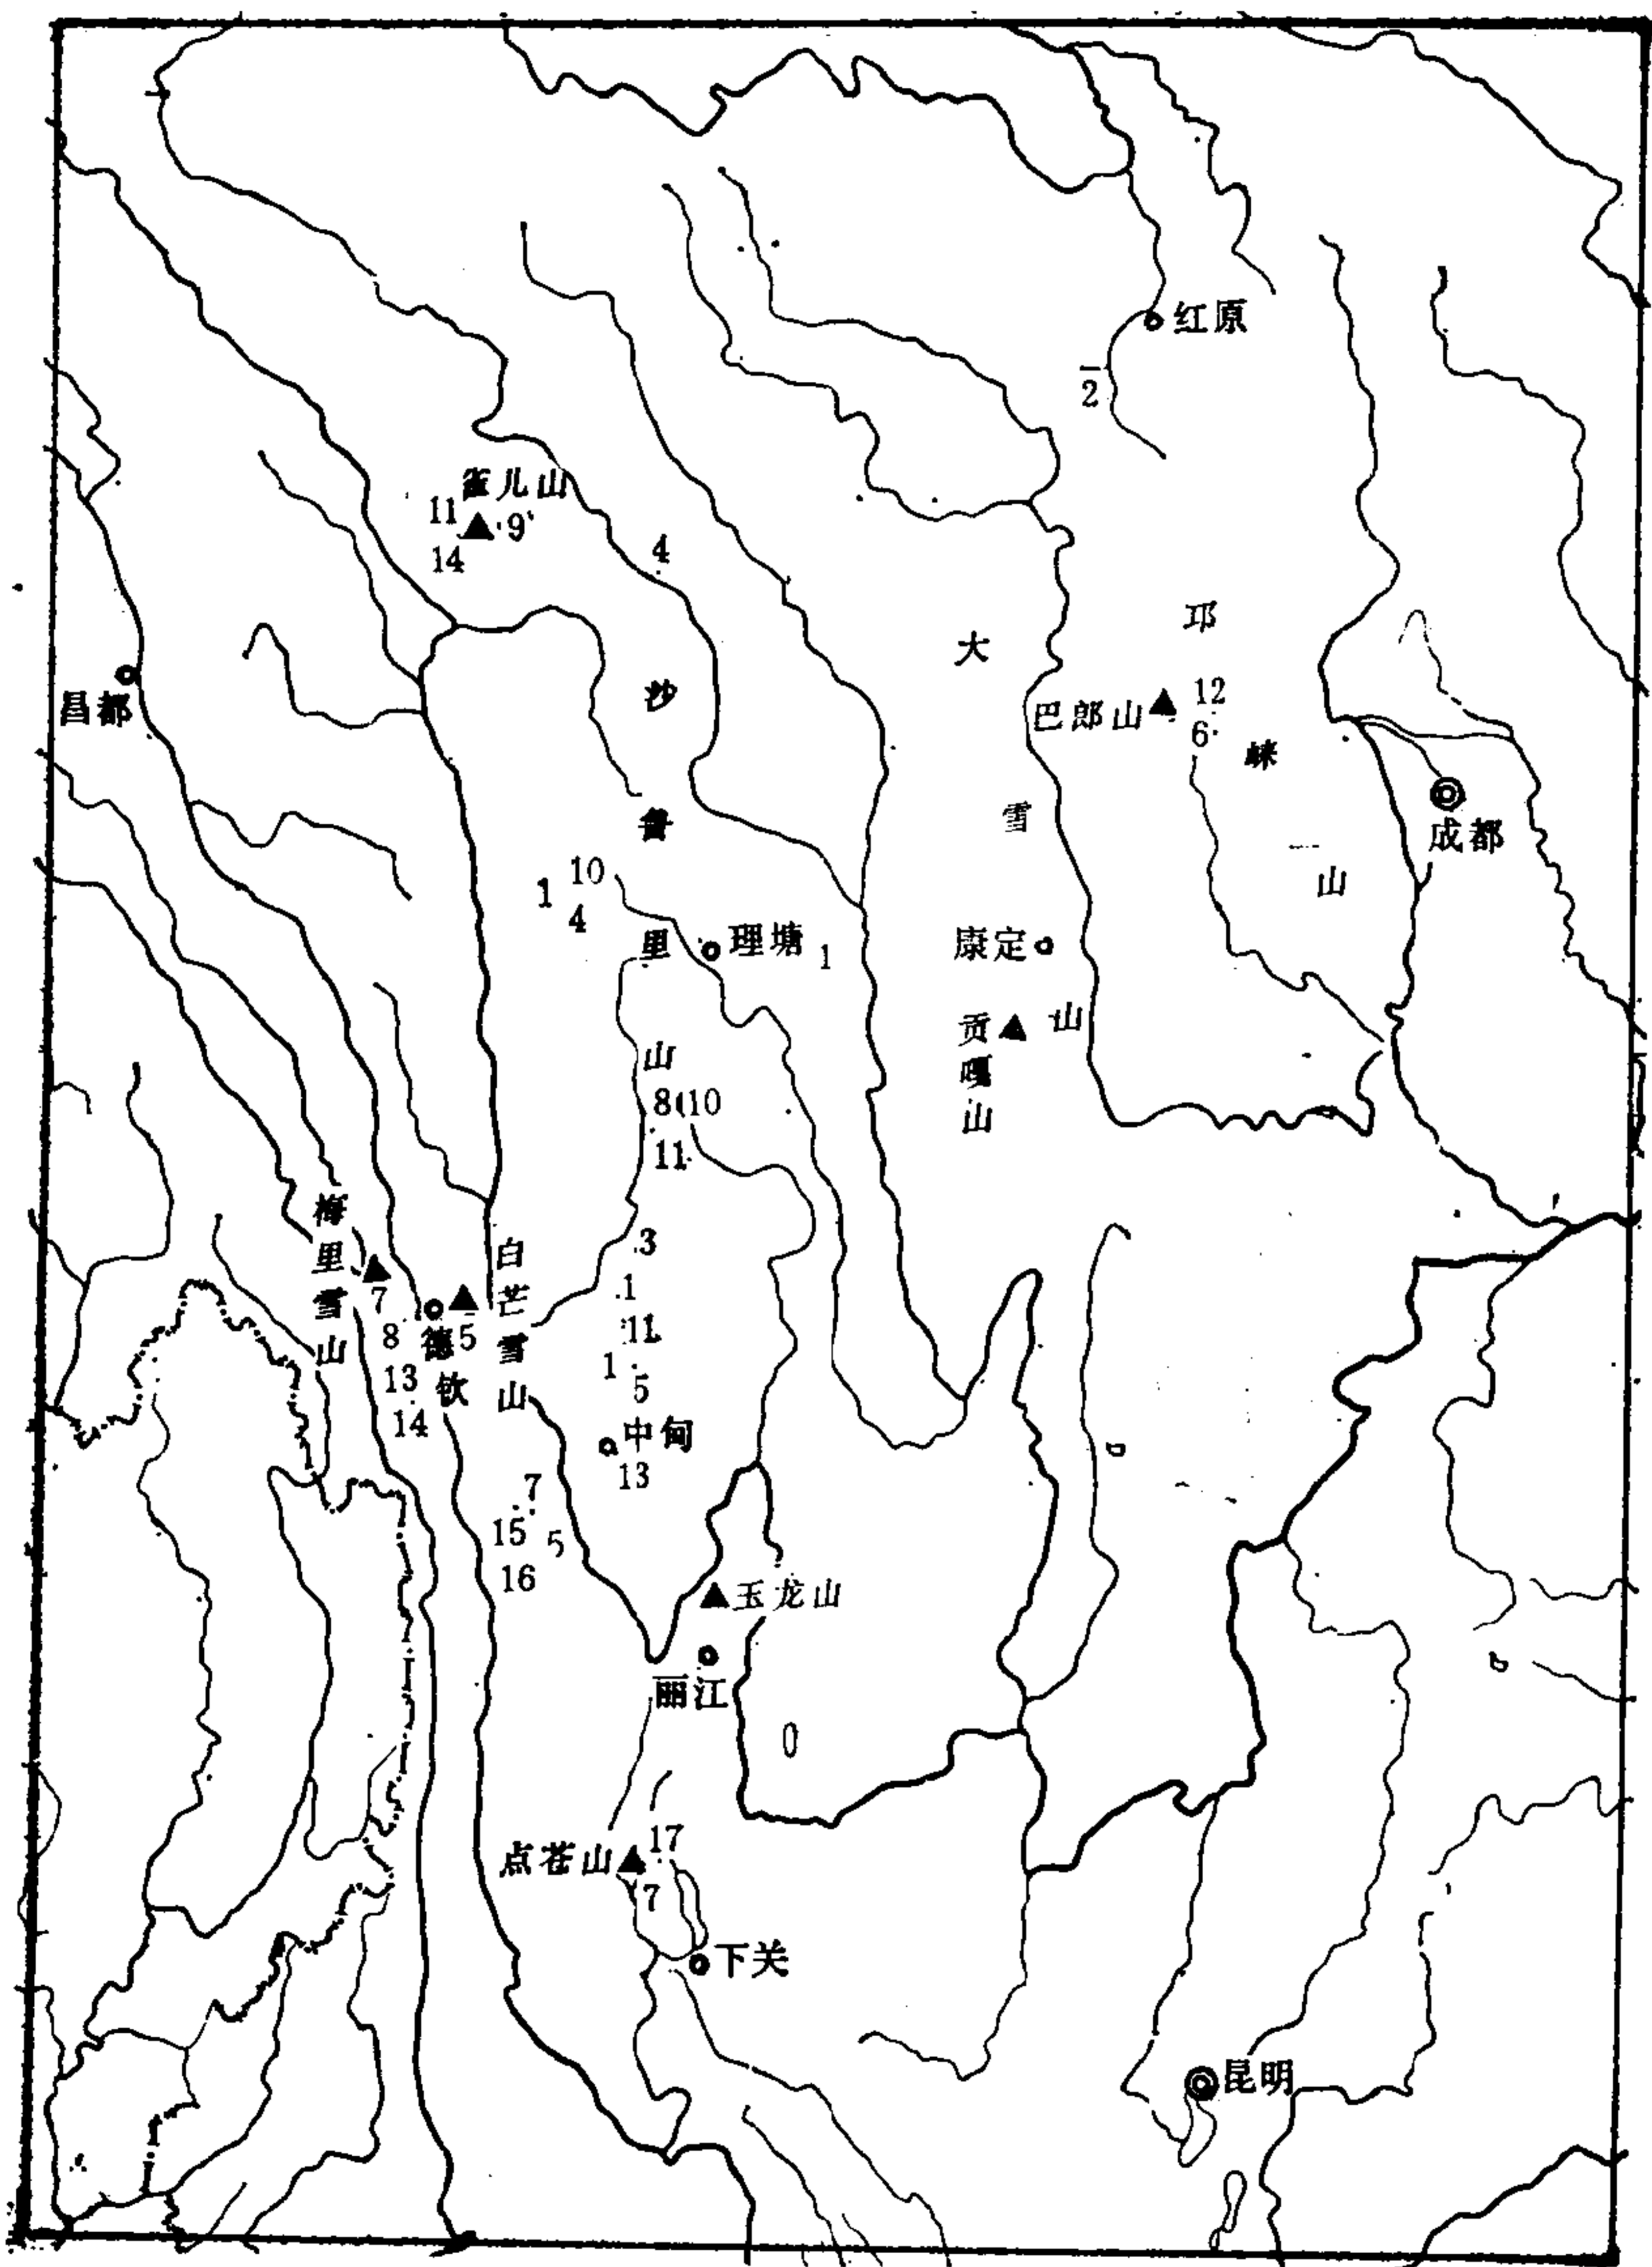 红原
2
雀儿山
11
9
14
4
大
邛
沙
12
巴郎山
6
昌都
崃
雪
鲁
成都
10
1
山
4
里
理塘
1
康定
贡
嘎
山
山
山
8 10
11
梅
里
雪
山
3
白
芒
雪
山
7
1
8
德
钦
5
11
1
5
13
14
中甸
13
7
15
5
16
玉龙山
丽江
17
点苍山
7
下关
昆明